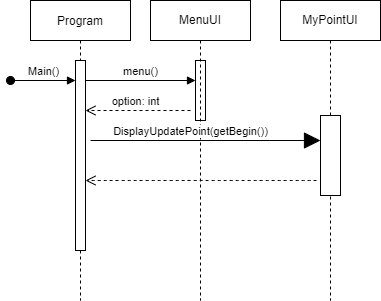 Program
MenuUI
MyPointUI
Main()
menu()
option: int
DisplayUpdatePoint(getBegin())